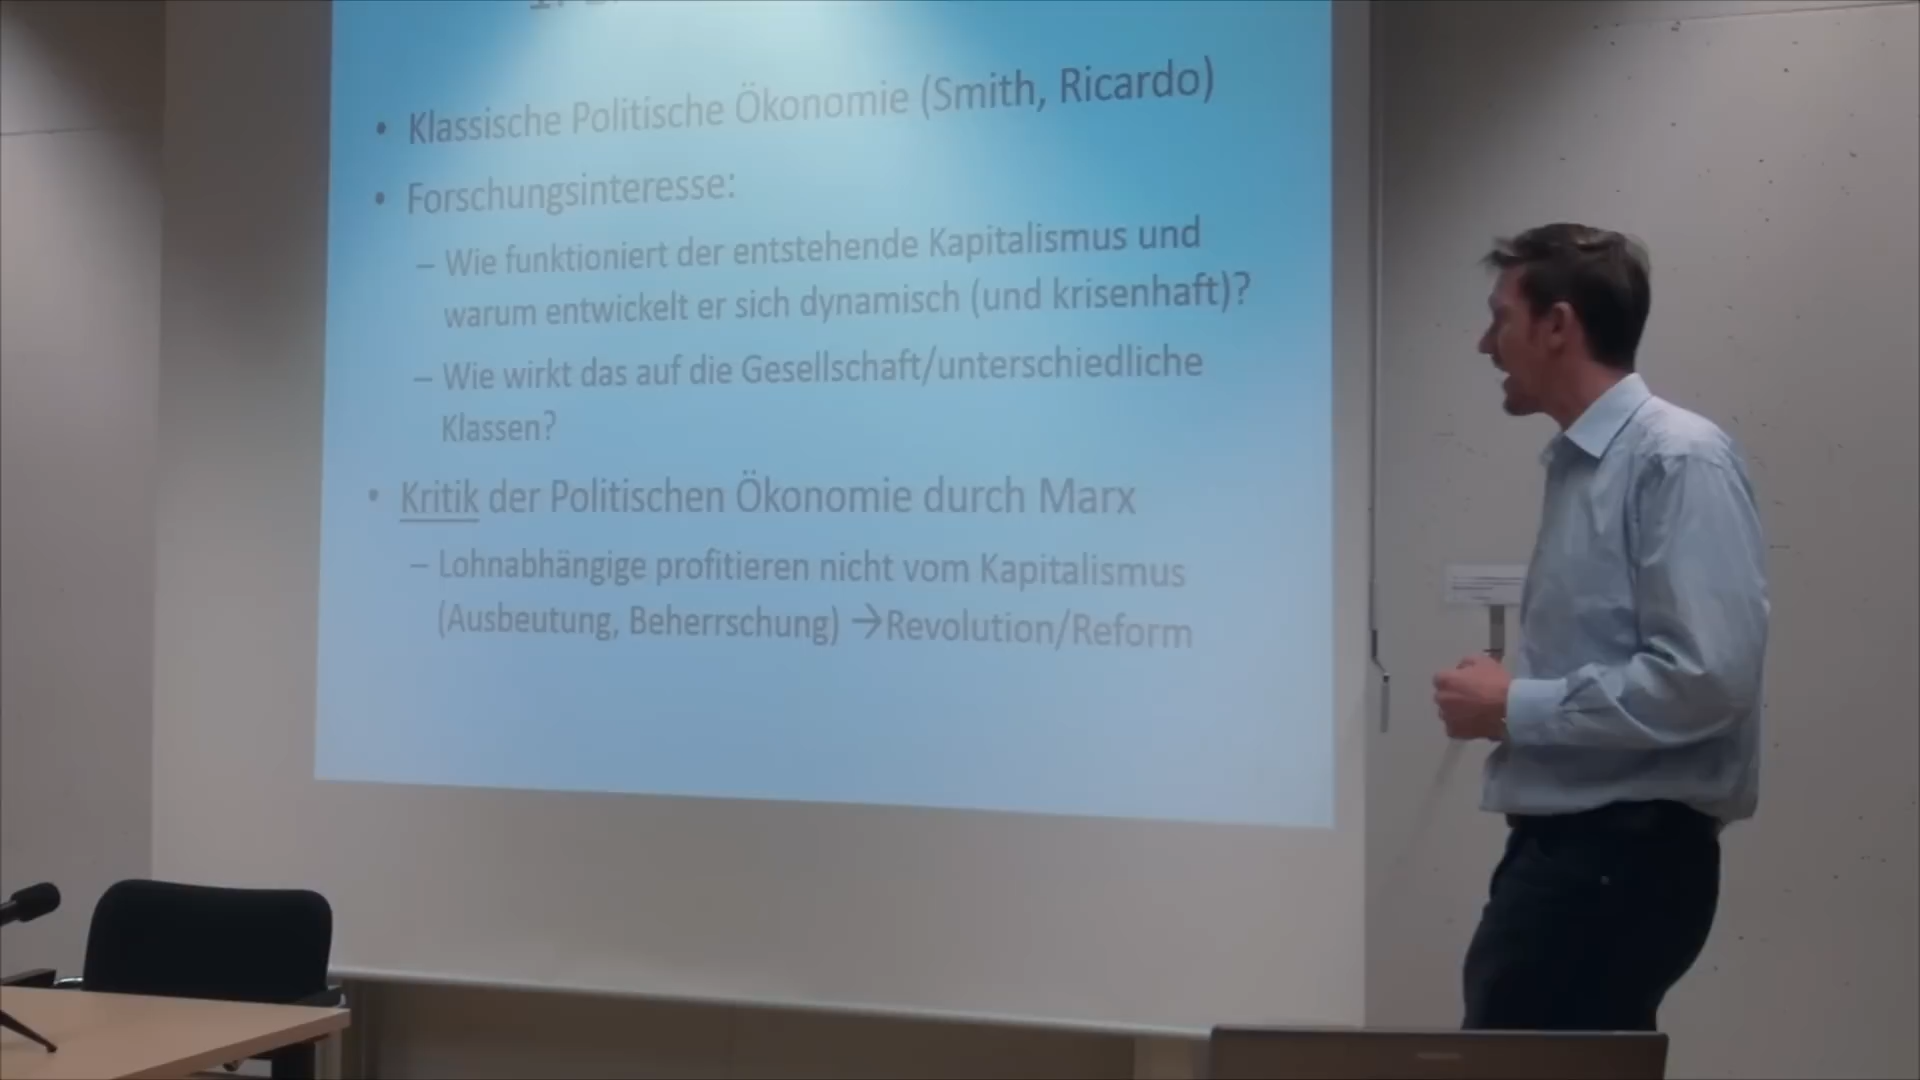 • Klassische Politische Ökonomie (Smith, Ricardo)
• Forschungsinteresse:
– Wie funktioniert der entstehende Kapitalismus und
warum entwickelt er sich dynamisch (und krisenhaft)?
– Wie wirkt das auf die Gesellschaft/unterschiedliche
Klassen?
• Kritik der Politischen Ökonomie durch Marx
– Lohnabhängige profitieren nicht vom Kapitalismus
(Ausbeutung, Beherrschung) →Revolution/Reform